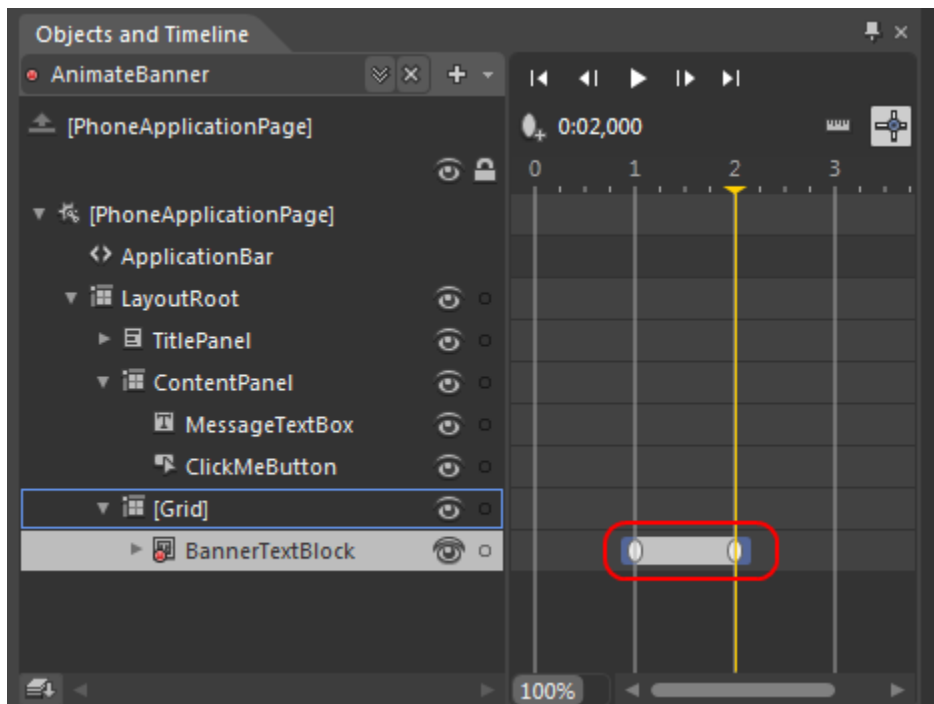 Objects and Timeline
AnimateBanner
[PhoneApplicationPage]
0:02,000
0 1 2 3
[PhoneApplicationPage]
ApplicationBar
LayoutRoot
TitlePanel
ContentPanel
MessageTextBox
ClickMeButton
[Grid]
BannerTextBlock
100%